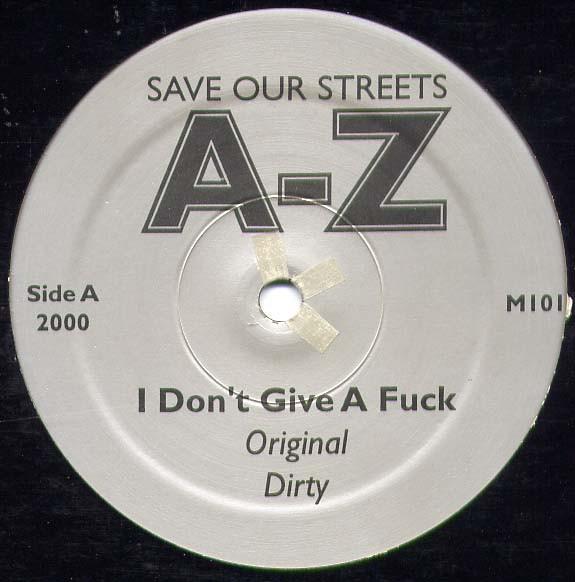 SAVE OUR STREETS
A-Z
Side A
2000
M101
I Don't Give A Fuck
Original
Dirty